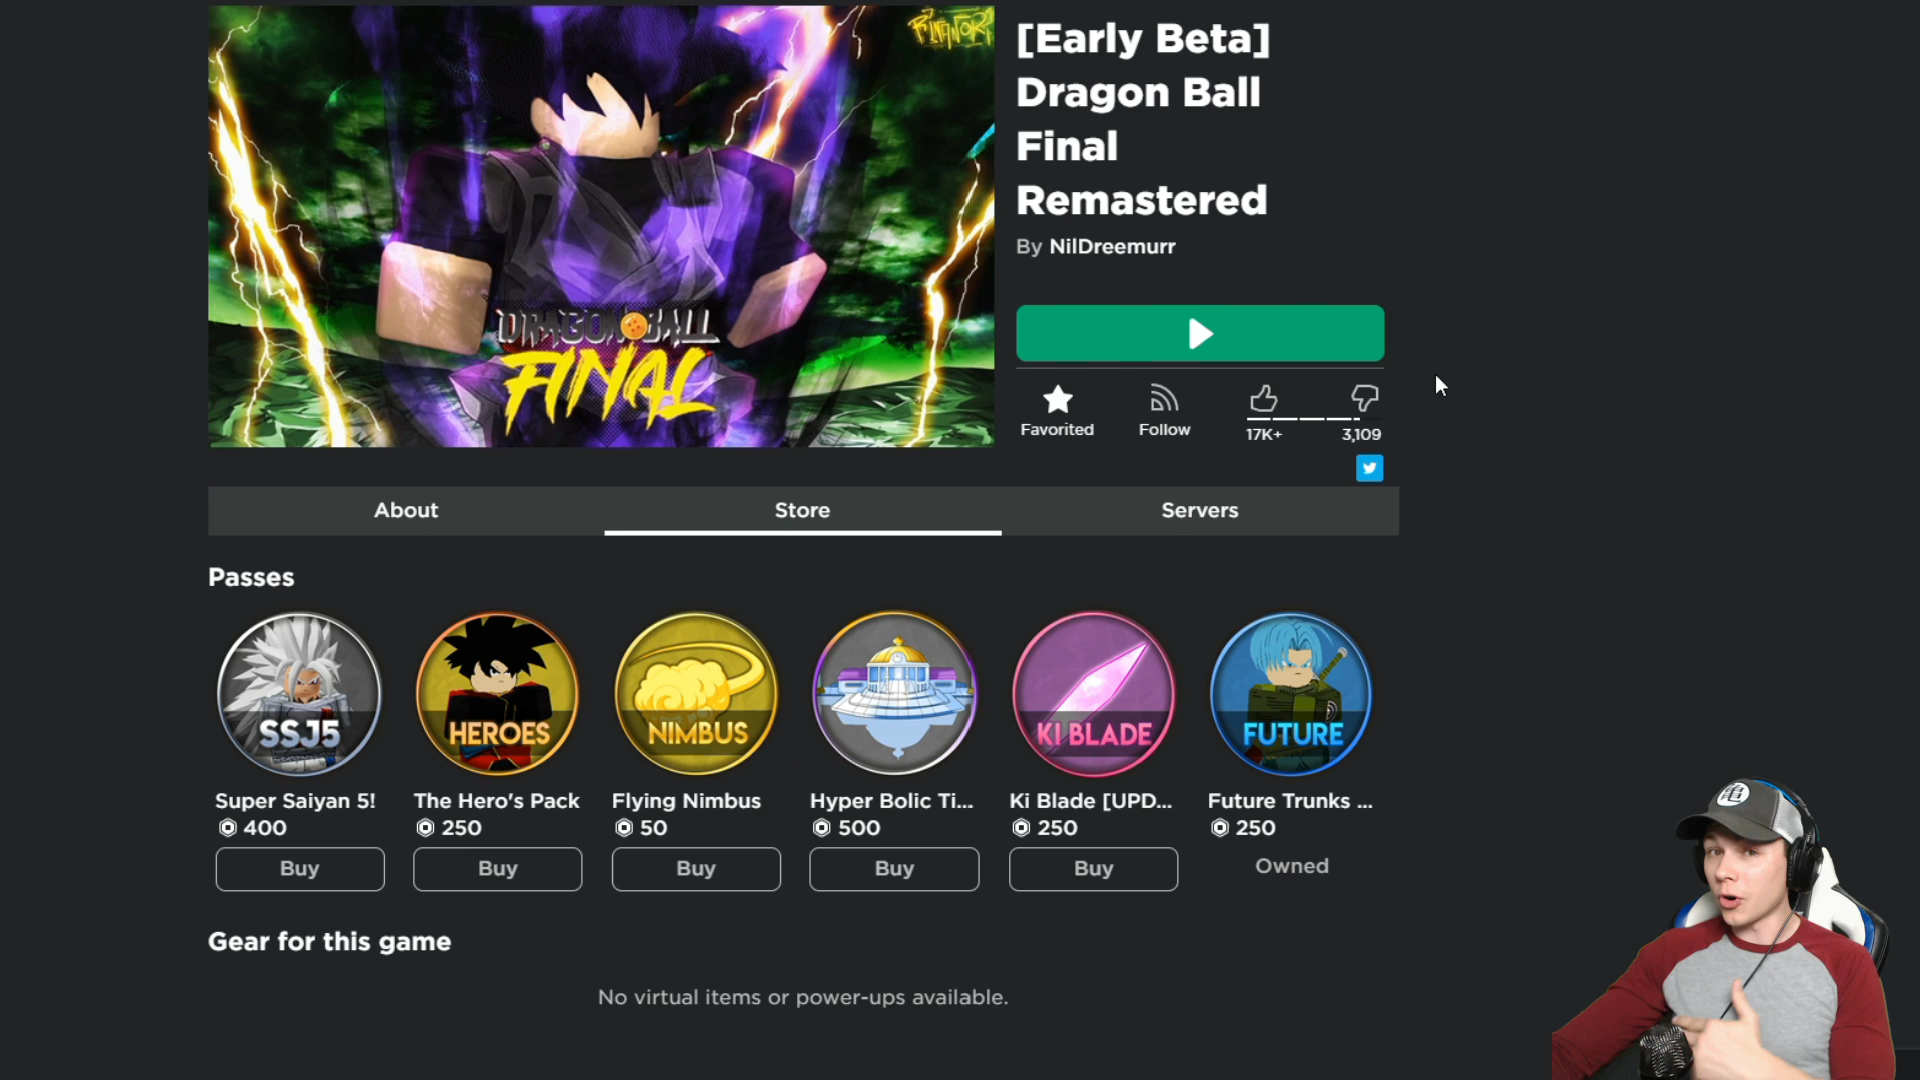 [Early Beta]
Dragon Ball
Final
Remastered
By NilDreemurr
DRAGON BALL
FINAL
Favorited
Follow
17K+
3,109
About
Store
Servers
Passes
SSJ5
HEROES
NIMBUS
KI BLADE
FUTURE
Super Saiyan 5!
The Hero's Pack
Flying Nimbus
Hyper Bolic Ti...
Ki Blade [UPD...
Future Trunks ...
400
250
50
500
250
250
Buy
Buy
Buy
Buy
Buy
Owned
Gear for this game
No virtual items or power-ups available.